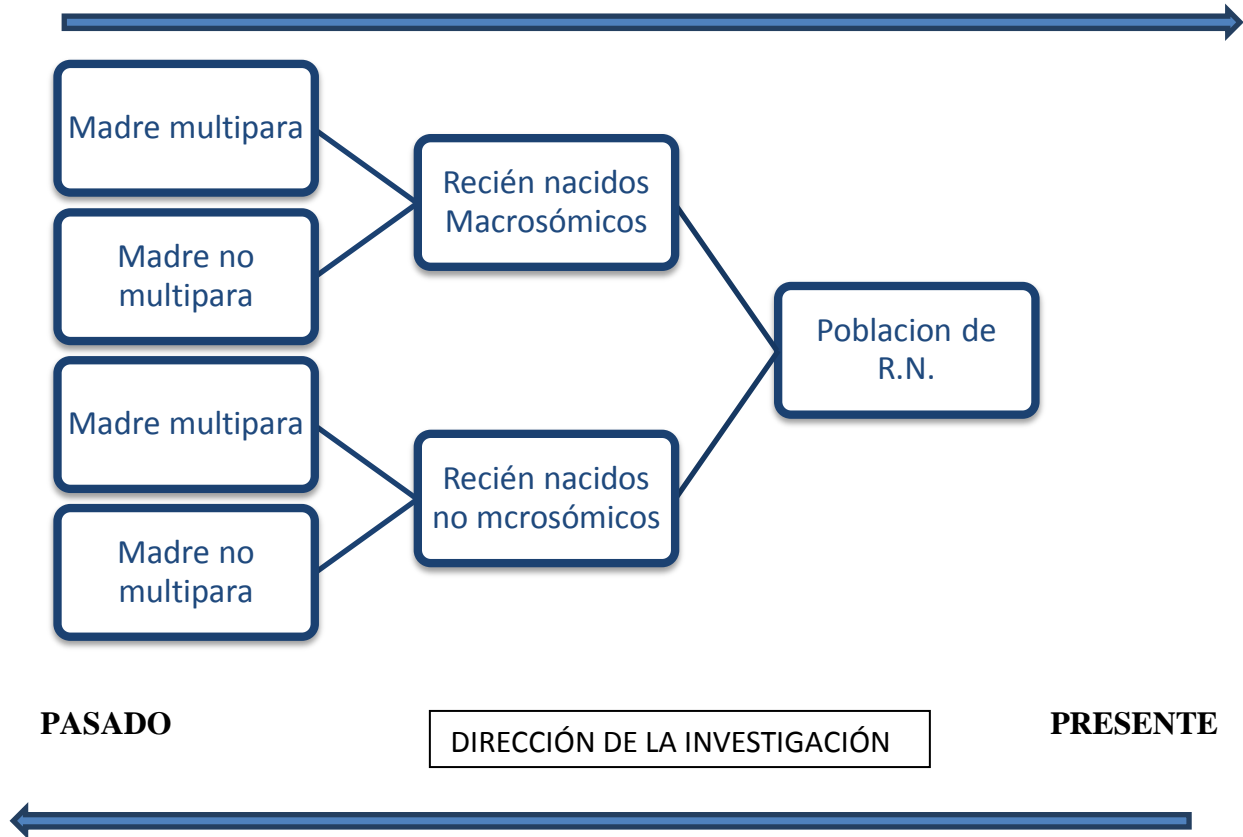 Madre multipara
Madre no
multipara
Madre multipara
Madre no
multipara
Recién nacidos
Macrosómicos
Recién nacidos
no mcrosómicos
Poblacion de
R.N.
PASADO
DIRECCIÓN DE LA INVESTIGACIÓN
PRESENTE